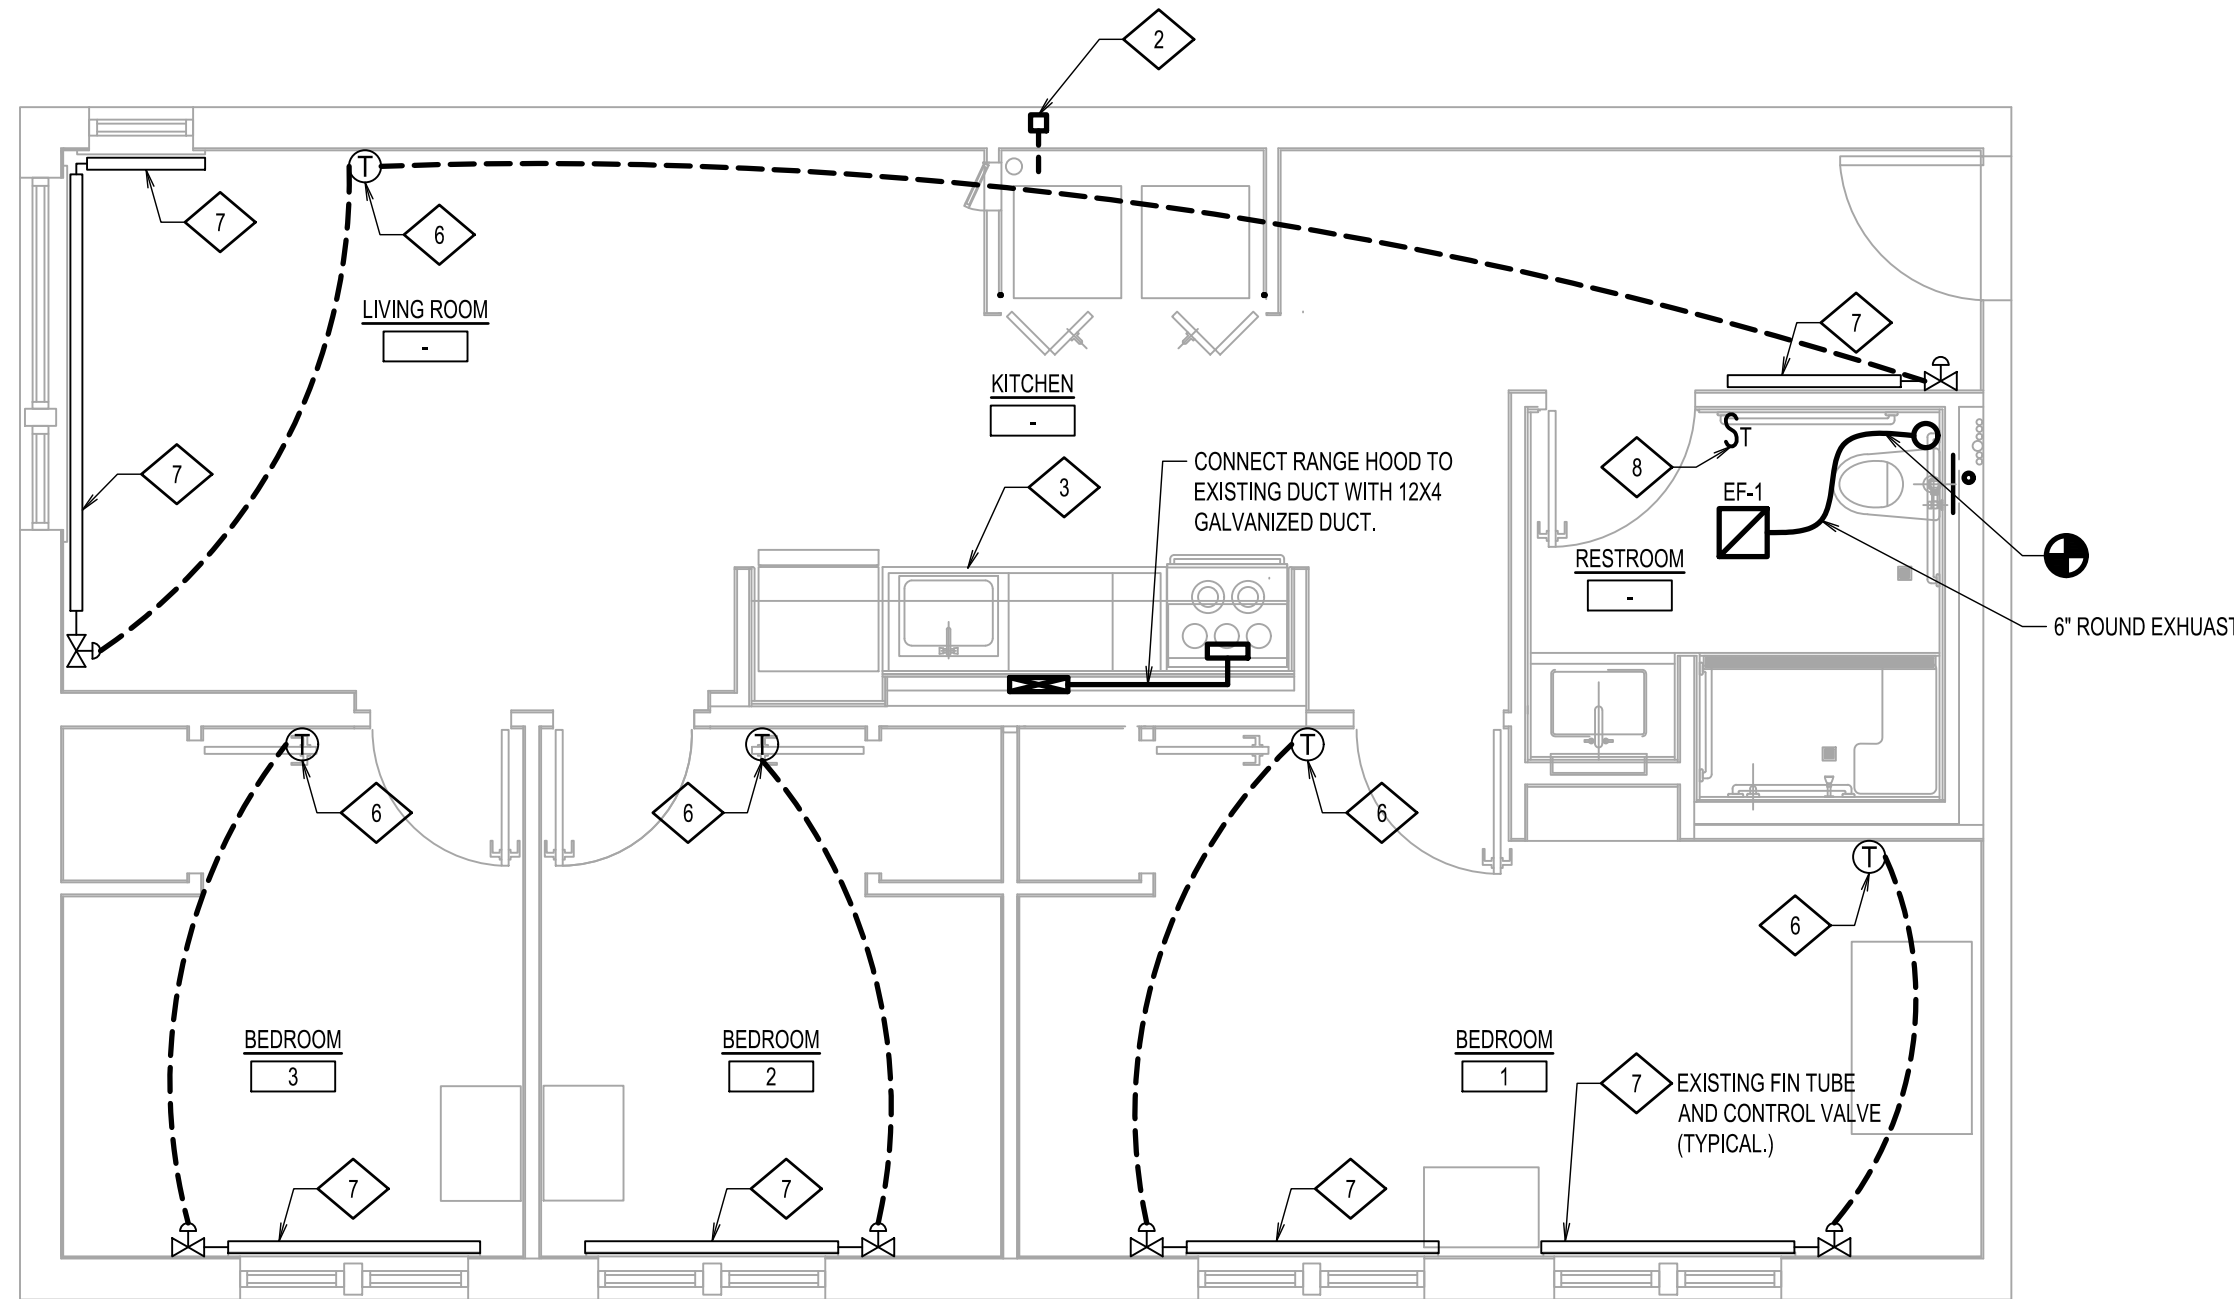 2
T
7
6
LIVING ROOM
-
7
KITCHEN
-
7
3
CONNECT RANGE HOOD TO
EXISTING DUCT WITH 12X4
GALVANIZED DUCT.
8
ST
EF-1
RESTROOM
-
6" ROUND EXHUAST
T
T
T
6
6
6
T
6
BEDROOM
3
BEDROOM
2
BEDROOM
1
7
EXISTING FIN TUBE
AND CONTROL VALVE
(TYPICAL.)
7
7
7